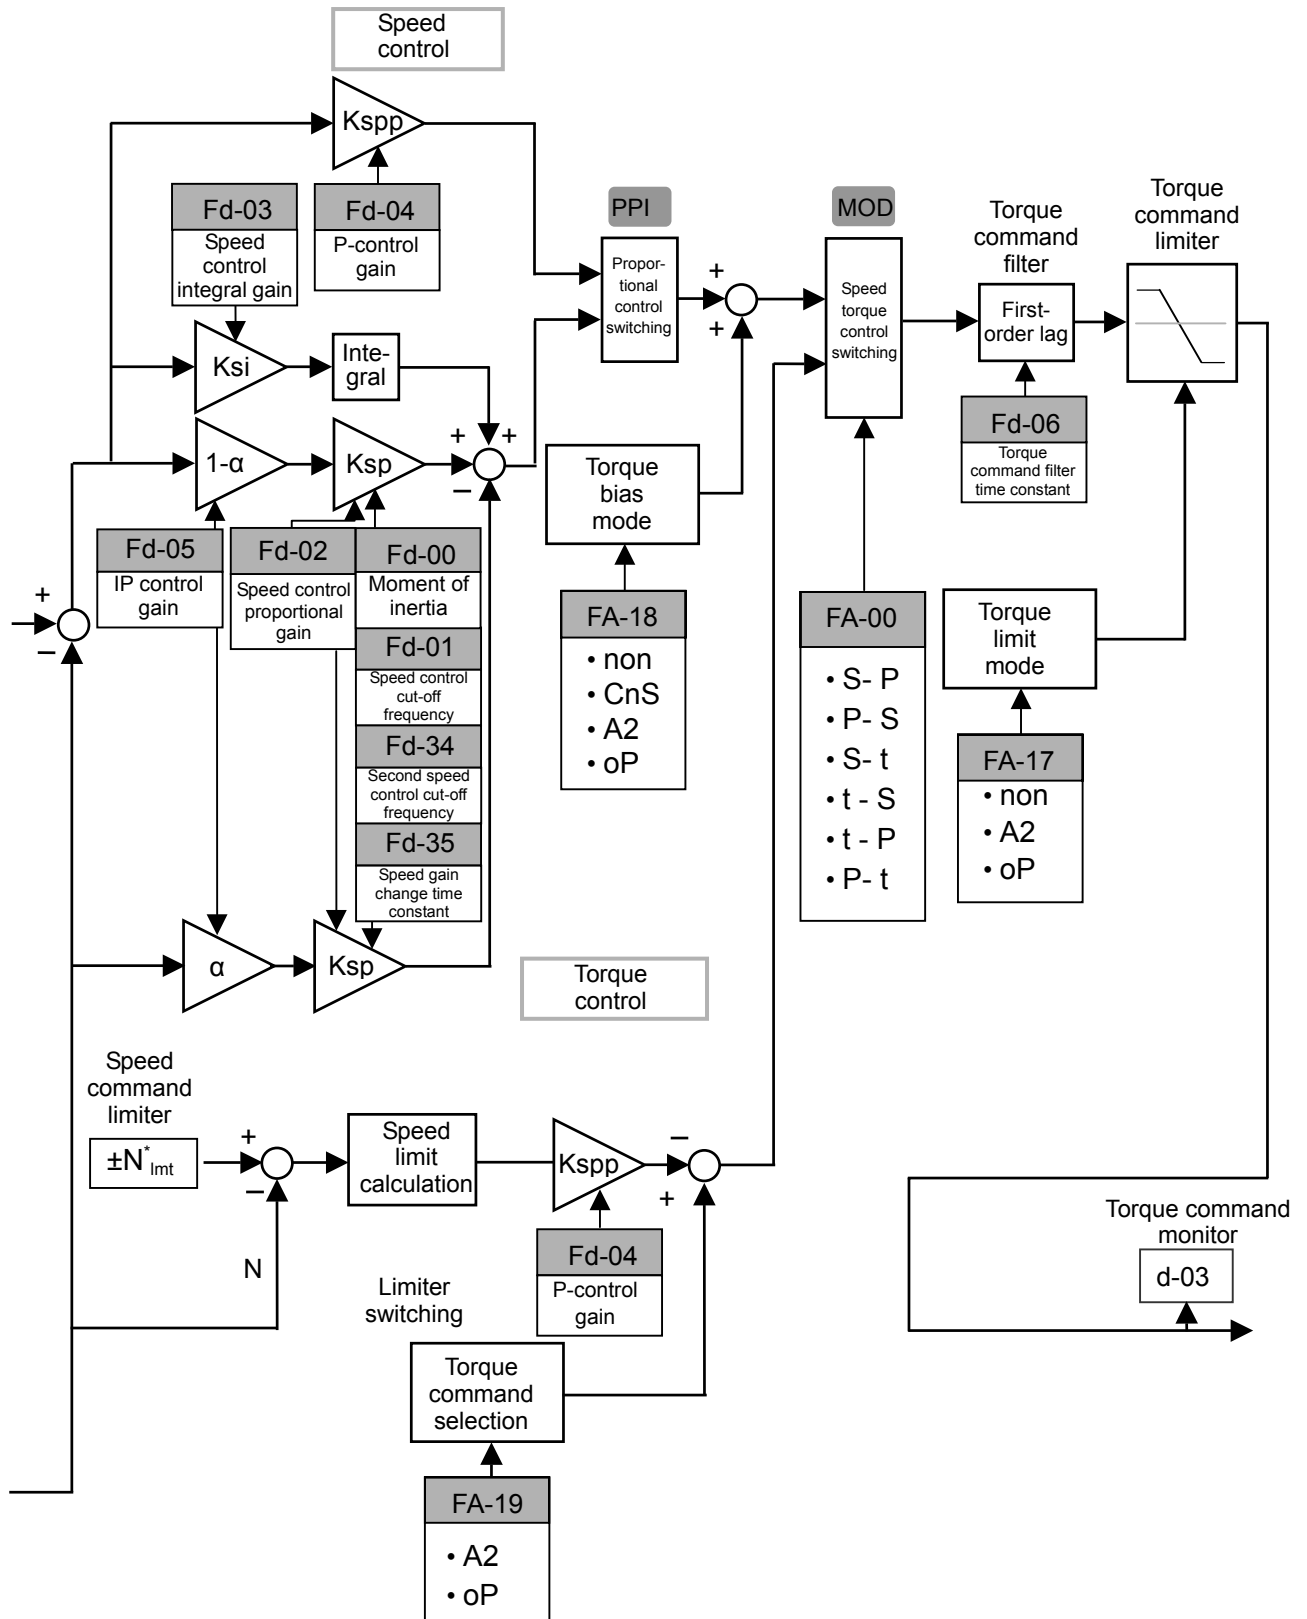 Speed
control
Kspp
Fd-03
Speed
control
integral gain
Fd-04
P-control
gain
PPI
Propor-
tional
control
switching
MOD
Speed
torque
control
switching
Torque
command
filter
First-
order lag
Torque
command
limiter
Ksi
Inte-
gral
+
+
+
+
1-α
Ksp
−
Torque
bias
mode
Fd-06
Torque
command filter
time constant
Fd-05
IP control
gain
Fd-02
Speed control
proportional
gain
Fd-00
Moment of
inertia
Fd-01
Speed control
cut-off
frequency
Fd-34
Second speed
control cut-off
frequency
Fd-35
Speed gain
change time
constant
+
−
FA-18
• non
• CnS
• A2
• oP
FA-00
• S- P
• P- S
• S- t
• t - S
• t - P
• P- t
Torque
limit
mode
FA-17
• non
• A2
• oP
α
Ksp
Torque
control
Speed
command
limiter
±N*lmt
+
−
N
Speed
limit
calculation
Kspp
−
+
Fd-04
P-control
gain
Limiter
switching
Torque
command
selection
FA-19
• A2
• oP
Torque command
monitor
d-03